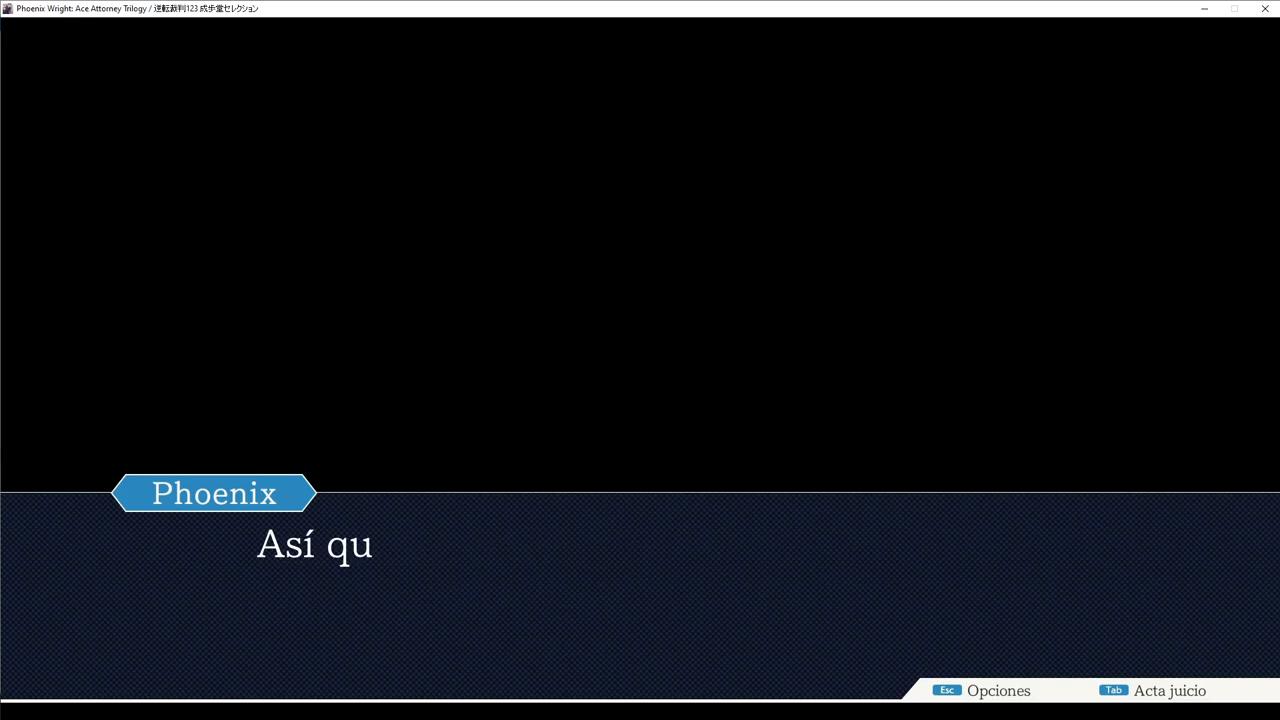 Phoenix Wright: Ace Attorney Trilogy / 逆転裁判123 成歩堂セレクション
Phoenix
Así qu
Esc Opciones Tab Acta juicio